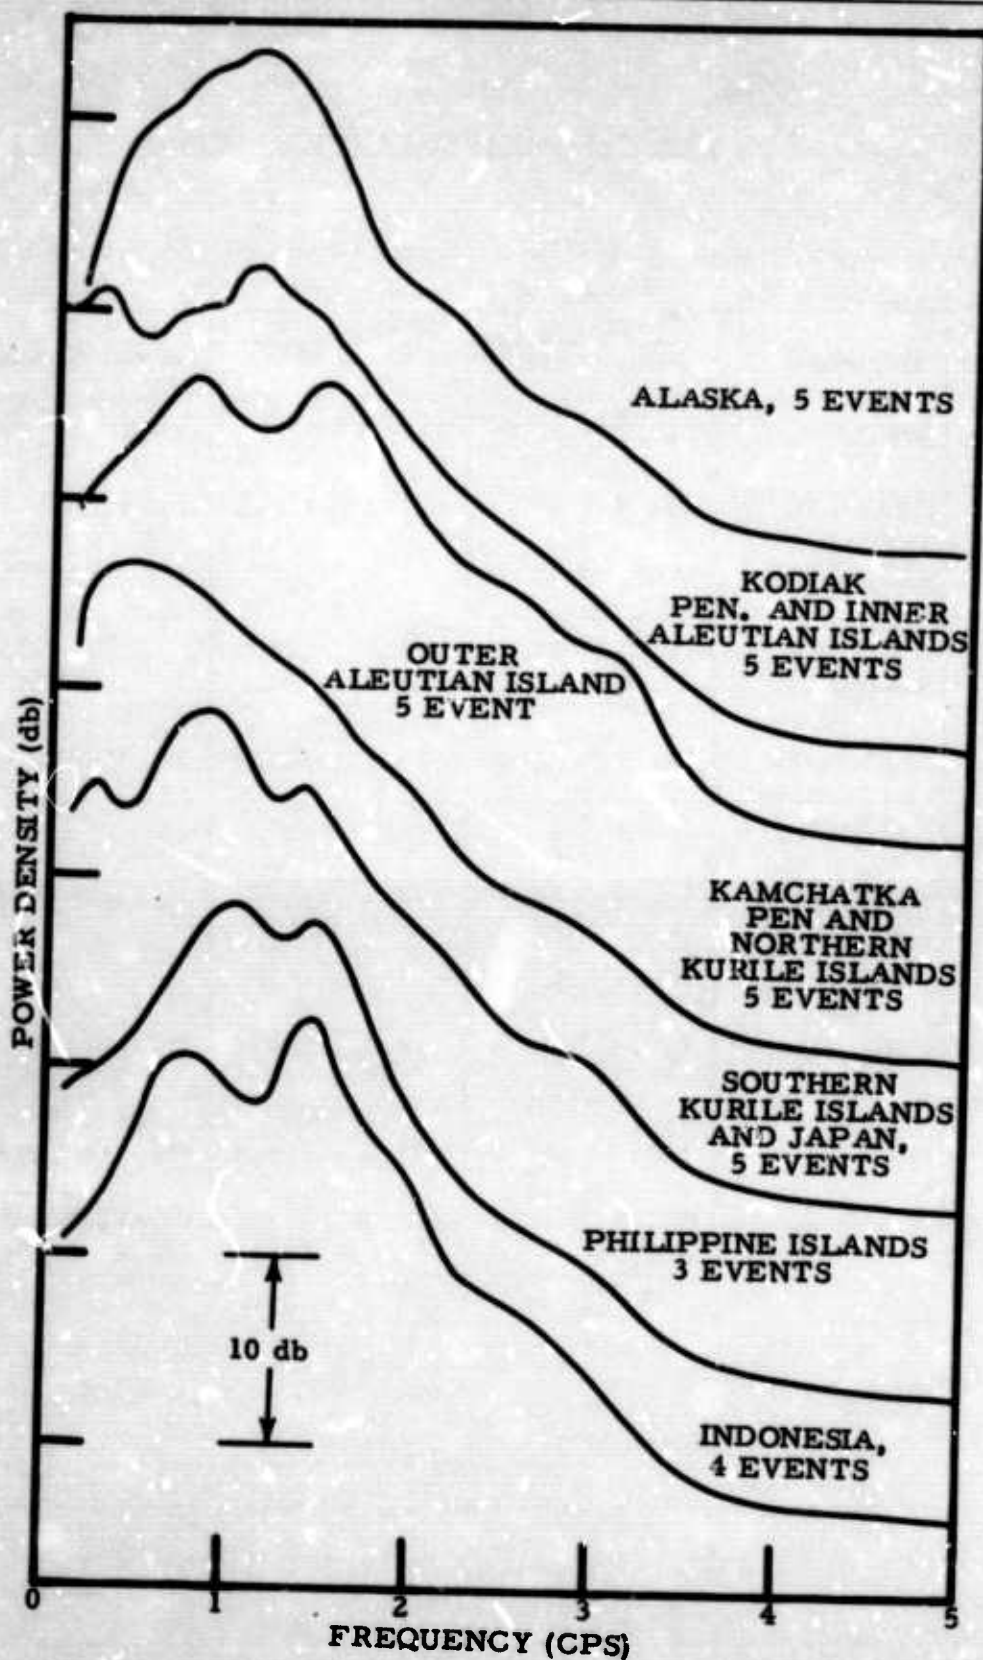 ALASKA, 5 EVENTS
KODIAK
PEN. AND INNER
ALEUTIAN ISLANDS
5 EVENTS
OUTER
ALEUTIAN ISLAND
5 EVENT
POWER DENSITY (db)
KAMCHATKA
PEN AND
NORTHERN
KURILE ISLANDS
5 EVENTS
SOUTHERN
KURILE ISLANDS
AND JAPAN,
5 EVENTS
PHILIPPINE ISLANDS
3 EVENTS
10 db
INDONESIA,
4 EVENTS
0 1 2 3 4 5
FREQUENCY (CPS)